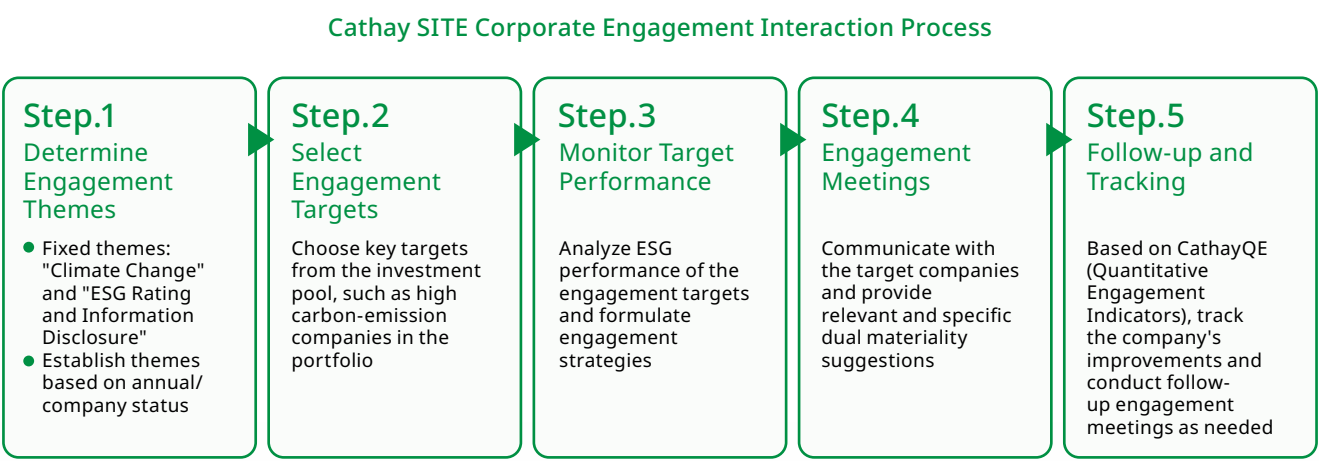 Cathay SITE Corporate Engagement Interaction Process
Step.1
Determine
Engagement
Themes
Fixed themes:
"Climate Change"
and "ESG Rating
and Information
Disclosure"
Establish themes
based on annual/
company status
Step.2
Select
Engagement
Targets
Choose key targets
from the investment
pool, such as high
carbon-emission
companies in the
portfolio
Step.3
Monitor Target
Performance
Analyze ESG
performance of the
engagement targets
and formulate
engagement
strategies
Step.4
Engagement
Meetings
Communicate with
the target companies
and provide
relevant and specific
dual materiality
suggestions
Step.5
Follow-up and
Tracking
Based on CathayQE
(Quantitative
Engagement
Indicators), track
the company's
improvements and
conduct follow-
up engagement
meetings as needed